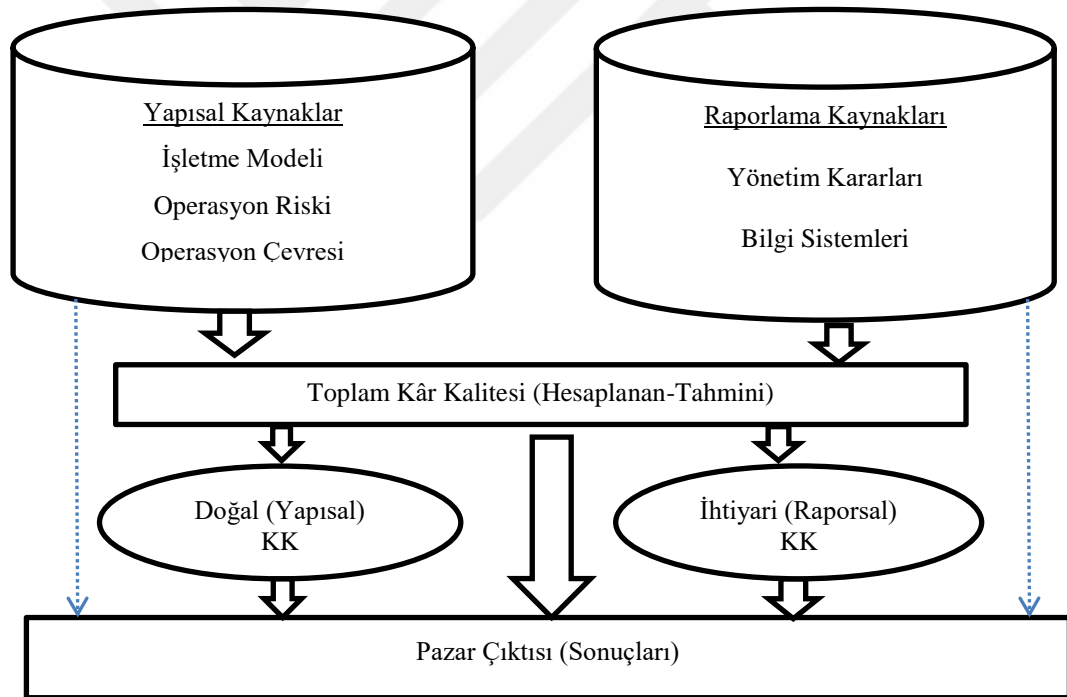 Yapısal Kaynaklar
İşletme Modeli
Operasyon Riski
Operasyon Çevresi
Raporlama Kaynakları
Yönetim Kararları
Bilgi Sistemleri
Toplam Kâr Kalitesi (Hesaplanan-Tahmini)
Doğal (Yapısal)
KK
İhtiyari (Raporsal)
KK
Pazar Çıktısı (Sonuçları)